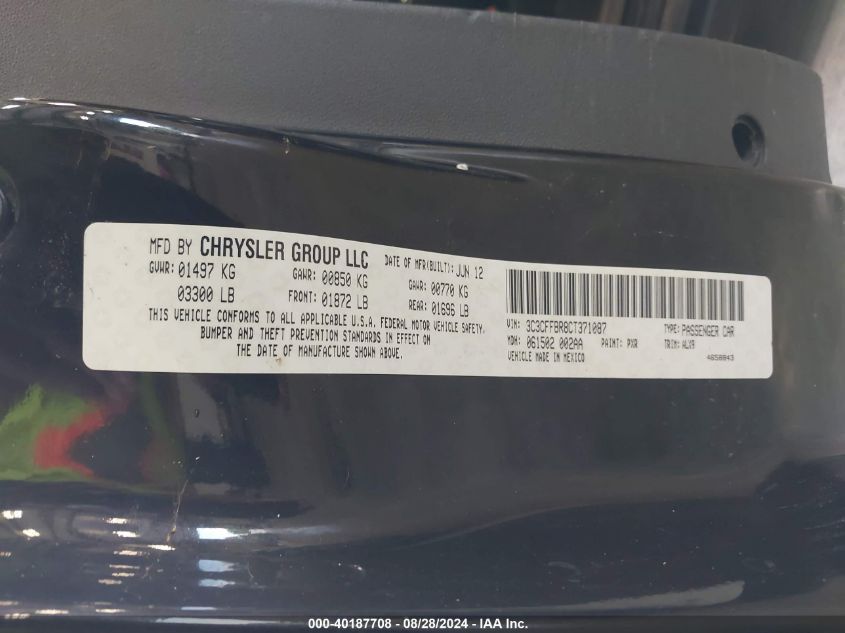 MFD BY CHRYSLER GROUP LLC DATE OF MFR(BUILT): JUN 12
GVWR: 01497 KG GAWR: 00850 KG GAWR: 00770 KG
03300 LB FRONT: 01872 LB REAR: 01696 LB
THIS VEHICLE CONFORMS TO ALL APPLICABLE U.S.A. FEDERAL MOTOR VEHICLE SAFETY,
BUMPER AND THEFT PREVENTION STANDARDS IN EFFECT ON
THE DATE OF MANUFACTURE SHOWN ABOVE.
VIN: 3C3CFFBR8CT371087 TYPE: PASSENGER CAR
MDH: 061502 002AA PAINT: PXR TRIM: ALX9
VEHICLE MADE IN MEXICO 4658843
000-40187708 - 08/28/2024 - IAA Inc.